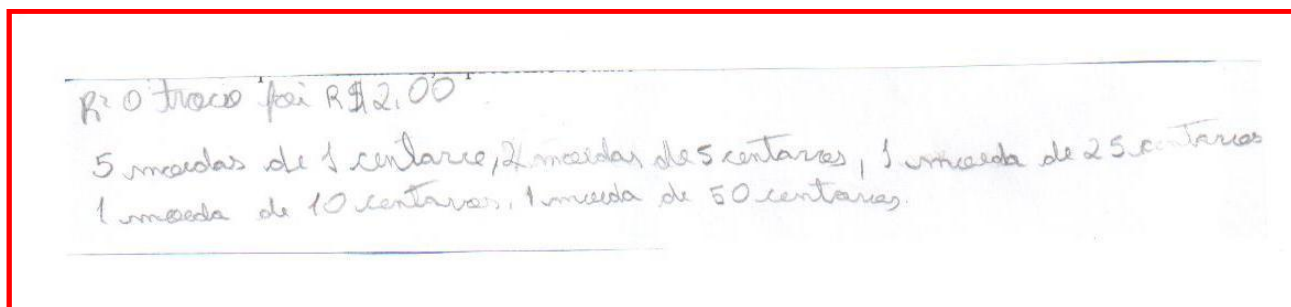 R: O troco foi R$2,00
5 moedas de 1 centavo, 2 moedas de 5 centavos, 1 moeda de 25 centavos
1 moeda de 10 centavos, 1 moeda de 50 centavos.